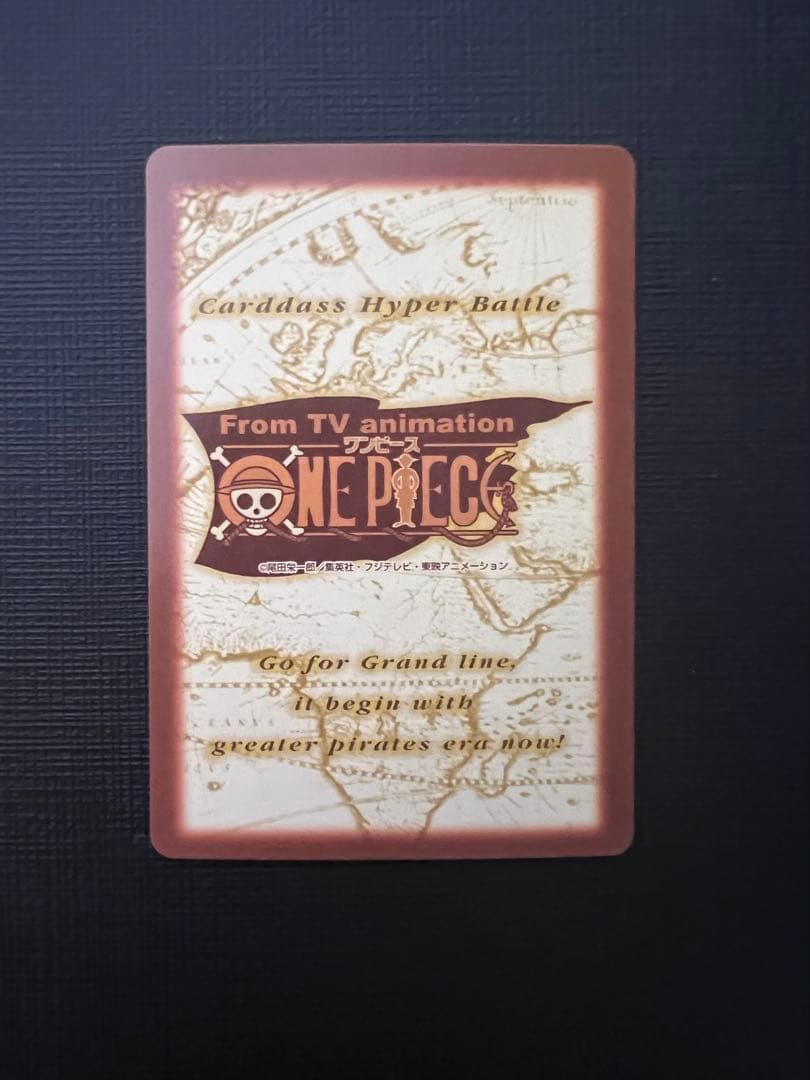 Septentrio
Carddass Hyper Battle
From TV animation
ワンピース
ONE PIECE
©尾田栄一郎/集英社・フジテレビ・東映アニメーション
Go for Grand line,
it begin with
greater pirates era now!